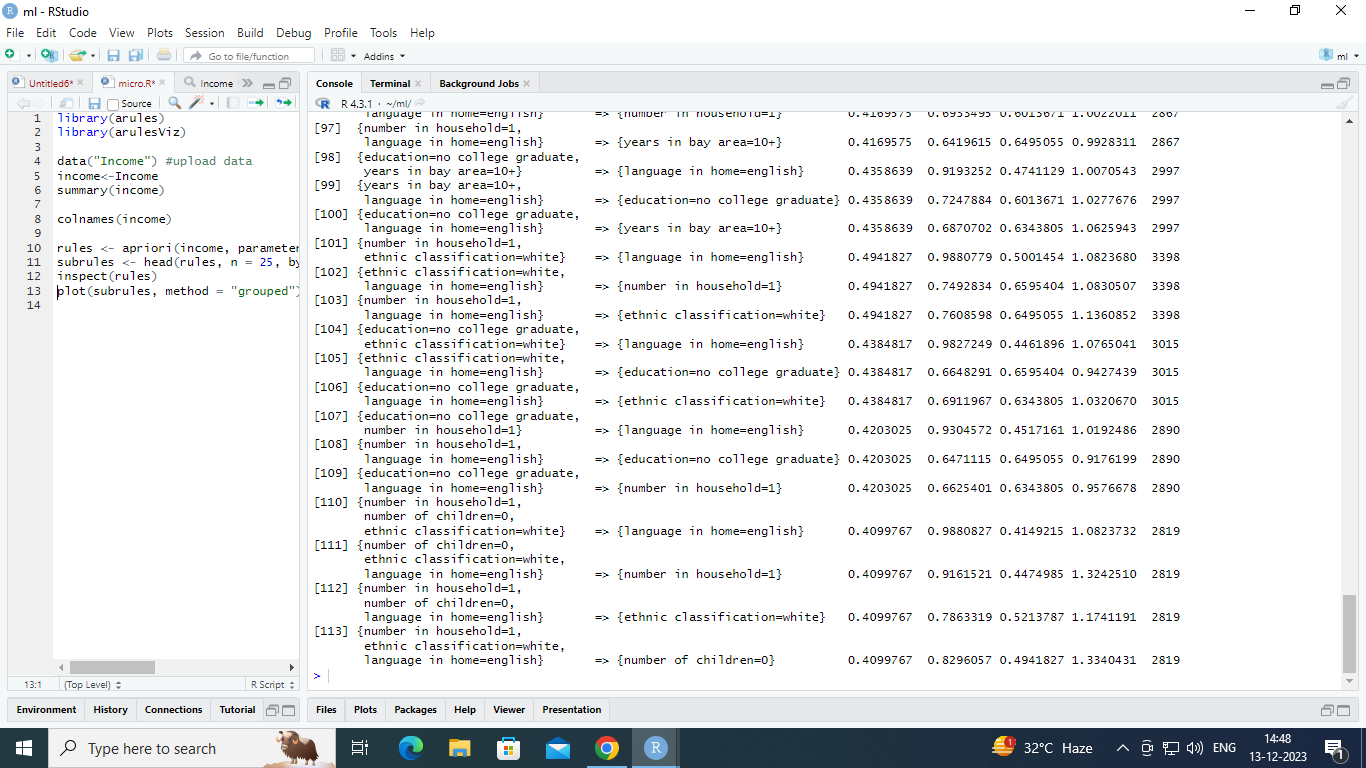 ml - RStudio
File Edit Code View Plots Session Build Debug Profile Tools Help
Go to file/function
Addins
ml
Untitled6*
micro.R*
Income
Source
1 library(arules)
2 library(arulesViz)
3
4 data("Income") #upload data
5 income<-Income
6 summary(income)
7
8 colnames(income)
9
10 rules <- apriori(income, parameter
11 subrules <- head(rules, n = 25, by
12 inspect(rules)
13 plot(subrules, method = "grouped")
14
13:1 (Top Level) R Script
Environment History Connections Tutorial
Console Terminal Background Jobs
R 4.3.1 · ~/ml/
language in home=english} => {number in household=1} 0.4169575 0.6933495 0.6013671 1.0022011 2867
[97] {number in household=1,
language in home=english} => {years in bay area=10+} 0.4169575 0.6419615 0.6495055 0.9928311 2867
[98] {education=no college graduate,
years in bay area=10+} => {language in home=english} 0.4358639 0.9193252 0.4741129 1.0070543 2997
[99] {years in bay area=10+,
language in home=english} => {education=no college graduate} 0.4358639 0.7247884 0.6013671 1.0277676 2997
[100] {education=no college graduate,
language in home=english} => {years in bay area=10+} 0.4358639 0.6870702 0.6343805 1.0625943 2997
[101] {number in household=1,
ethnic classification=white} => {language in home=english} 0.4941827 0.9880779 0.5001454 1.0823680 3398
[102] {ethnic classification=white,
language in home=english} => {number in household=1} 0.4941827 0.7492834 0.6595404 1.0830507 3398
[103] {number in household=1,
language in home=english} => {ethnic classification=white} 0.4941827 0.7608598 0.6495055 1.1360852 3398
[104] {education=no college graduate,
ethnic classification=white} => {language in home=english} 0.4384817 0.9827249 0.4461896 1.0765041 3015
[105] {ethnic classification=white,
language in home=english} => {education=no college graduate} 0.4384817 0.6648291 0.6595404 0.9427439 3015
[106] {education=no college graduate,
language in home=english} => {ethnic classification=white} 0.4384817 0.6911967 0.6343805 1.0320670 3015
[107] {education=no college graduate,
number in household=1} => {language in home=english} 0.4203025 0.9304572 0.4517161 1.0192486 2890
[108] {number in household=1,
language in home=english} => {education=no college graduate} 0.4203025 0.6471115 0.6495055 0.9176199 2890
[109] {education=no college graduate,
language in home=english} => {number in household=1} 0.4203025 0.6625401 0.6343805 0.9576678 2890
[110] {number in household=1,
number of children=0,
ethnic classification=white} => {language in home=english} 0.4099767 0.9880827 0.4149215 1.0823732 2819
[111] {number of children=0,
ethnic classification=white,
language in home=english} => {number in household=1} 0.4099767 0.9161521 0.4474985 1.3242510 2819
[112] {number in household=1,
number of children=0,
language in home=english} => {ethnic classification=white} 0.4099767 0.7863319 0.5213787 1.1741191 2819
[113] {number in household=1,
ethnic classification=white,
language in home=english} => {number of children=0} 0.4099767 0.8296057 0.4941827 1.3340431 2819
>
Files Plots Packages Help Viewer Presentation
Type here to search
1
32°C Haze
ENG
14:48
13-12-2023
1